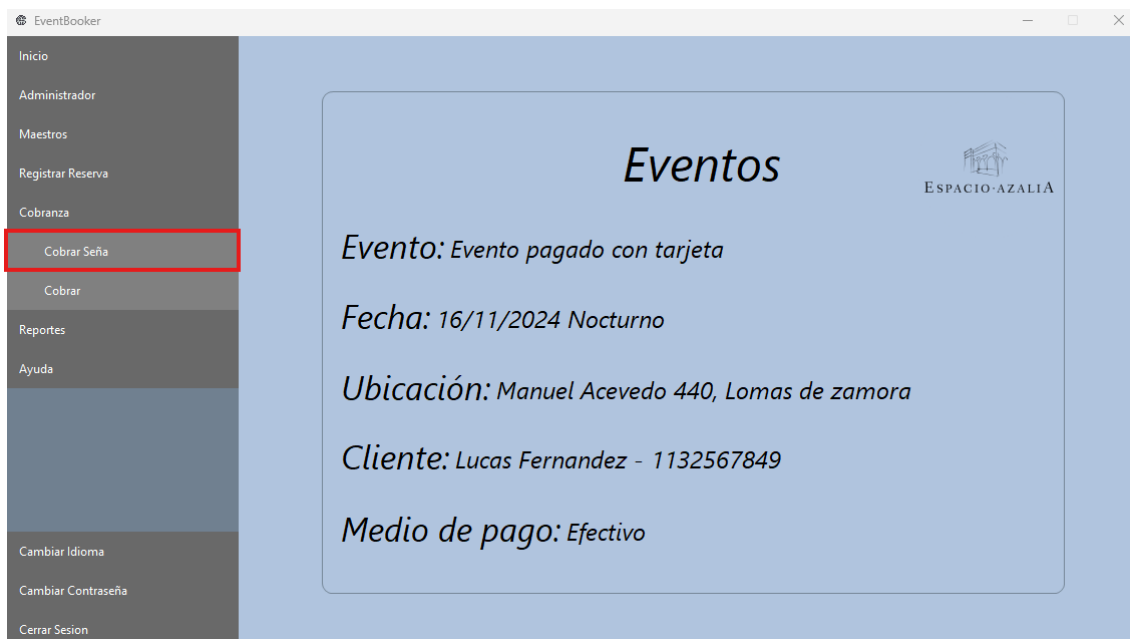 EventBooker
Inicio
Administrador
Maestros
Registrar Reserva
Cobranza
Cobrar Seña
Cobrar
Reportes
Ayuda
Cambiar Idioma
Cambiar Contraseña
Cerrar Sesion
Eventos
ESPACIO·AZALIA
Evento: Evento pagado con tarjeta
Fecha: 16/11/2024 Nocturno
Ubicación: Manuel Acevedo 440, Lomas de zamora
Cliente: Lucas Fernandez - 1132567849
Medio de pago: Efectivo